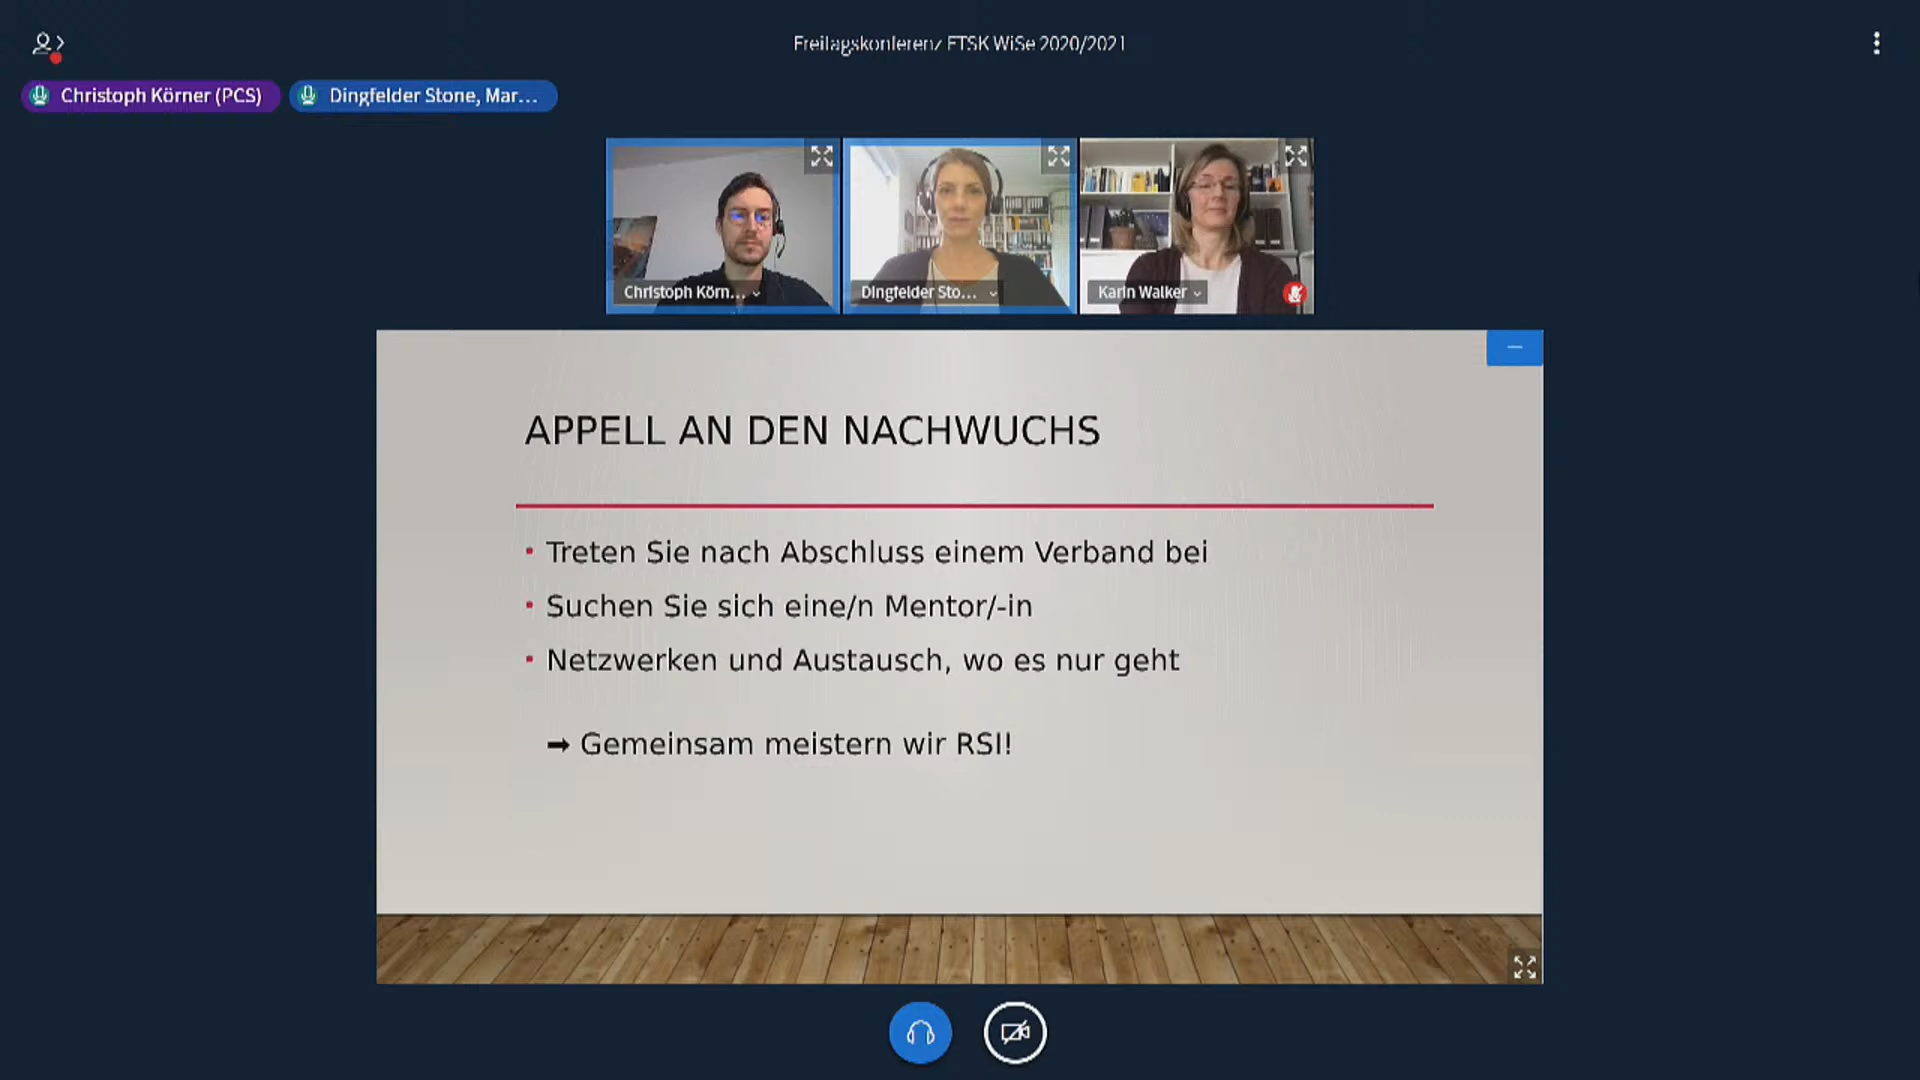 Freitagskonferenz FTSK WiSe 2020/2021
Christoph Körner (PCS)
Dingfelder Stone, Mar...
Christoph Körn...
Dingfelder Sto...
Karin Walker
APPELL AN DEN NACHWUCHS
Treten Sie nach Abschluss einem Verband bei
Suchen Sie sich eine/n Mentor/-in
Netzwerken und Austausch, wo es nur geht
➡ Gemeinsam meistern wir RSI!